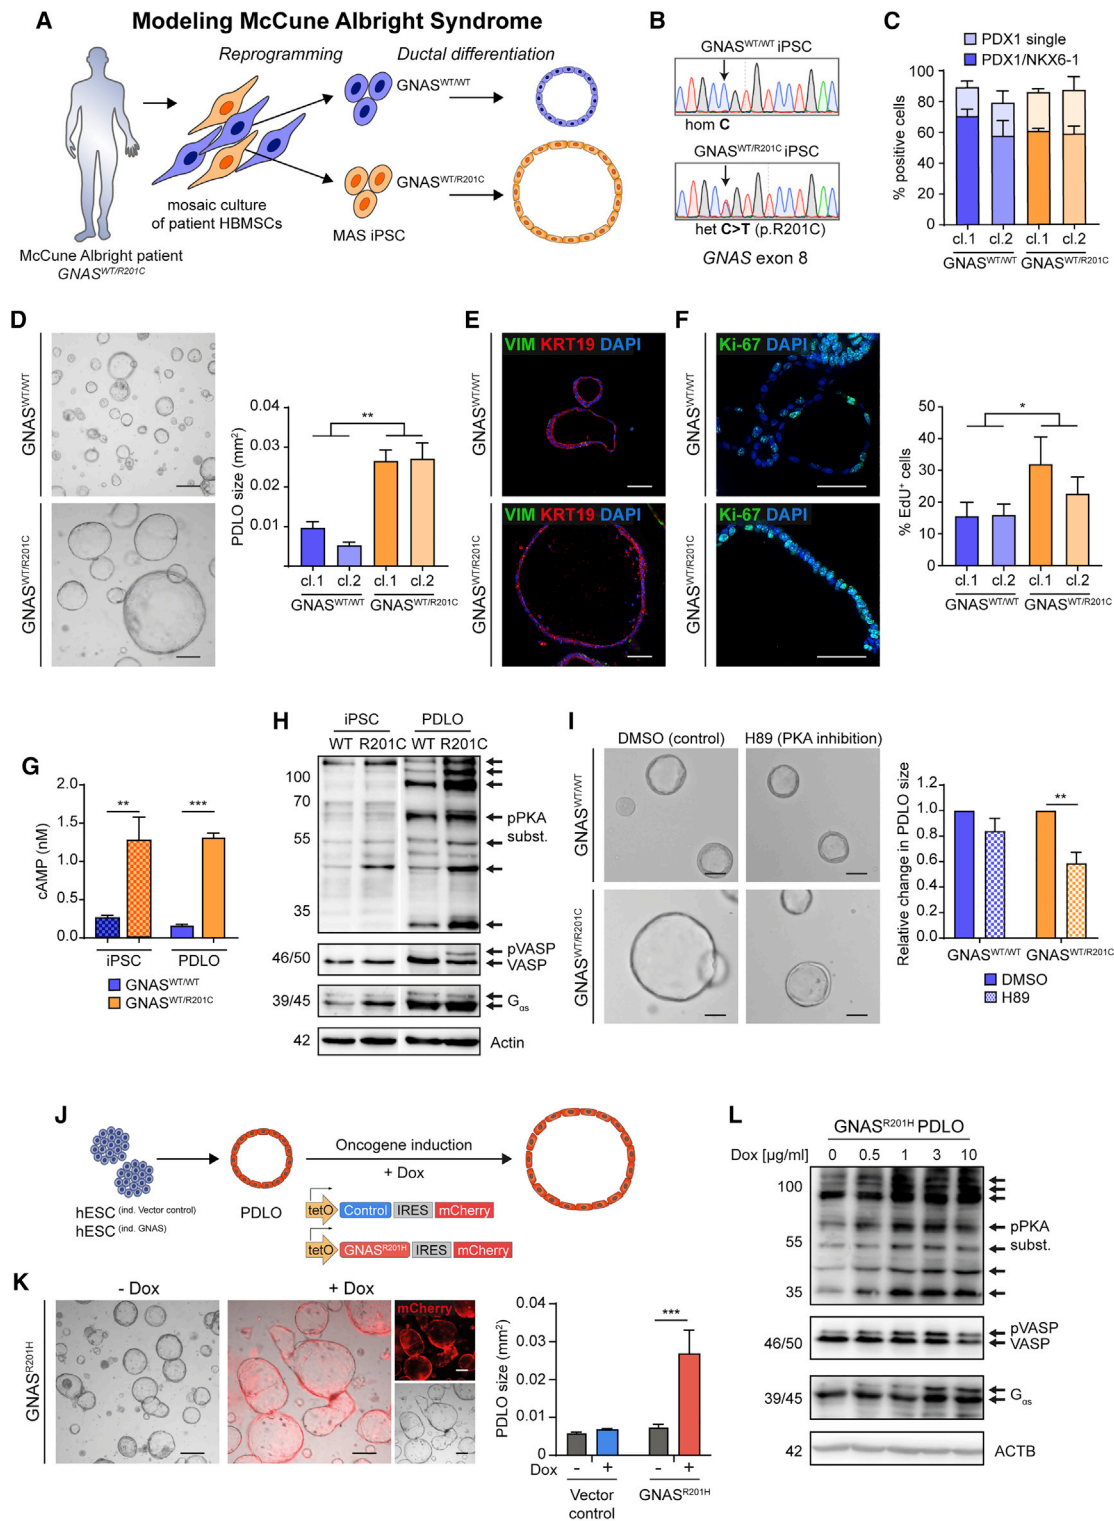 A
Modeling McCune Albright Syndrome
Reprogramming
Ductal differentiation
GNASWT/WT
GNASWT/R201C
mosaic culture
of patient HBMSCs
MAS iPSC
McCune Albright patient
GNASWT/R201C
B
GNASWT/WT iPSC
hom C
GNASWT/R201C iPSC
het C>T (p.R201C)
GNAS exon 8
C
PDX1 single
PDX1/NKX6-1
% positive cells
100
80
60
40
20
0
cl.1 cl.2 cl.1 cl.2
GNASWT/WT GNASWT/R201C
D
GNASWT/WT
GNASWT/R201C
PDLO size (mm2)
0.04
0.03
0.02
0.01
**
cl.1 cl.2 cl.1 cl.2
GNASWT/WT GNASWT/R201C
E
GNASWT/WT
VIM KRT19 DAPI
GNASWT/R201C
VIM KRT19 DAPI
F
GNASWT/WT
Ki-67 DAPI
GNASWT/R201C
Ki-67 DAPI
% EdU+ cells
50
40
30
20
10
0
*
cl.1 cl.2 cl.1 cl.2
GNASWT/WT GNASWT/R201C
G
cAMP (nM)
2.0
1.5
1.0
0.5
0.0
** ***
iPSC PDLO
GNASWT/WT
GNASWT/R201C
H
iPSC PDLO
WT R201C WT R201C
100
70
55
35
pPKA
subst.
46/50
pVASP
VASP
39/45
Gαs
42
Actin
I
DMSO (control)
H89 (PKA inhibition)
GNASWT/WT
GNASWT/R201C
Relative change in PDLO size
1.2
1.0
0.8
0.6
0.4
0.2
0.0
**
GNASWT/WT GNASWT/R201C
DMSO
H89
J
hESC (ind. Vector control)
hESC (ind. GNAS)
PDLO
Oncogene induction
+ Dox
tetO Control IRES mCherry
tetO GNASR201H IRES mCherry
K
- Dox
+ Dox
GNASR201H
mCherry
PDLO size (mm2)
0.04
0.03
0.02
0.01
0
***
Dox - + - +
Vector
control
GNASR201H
L
GNASR201H PDLO
Dox [µg/ml] 0 0.5 1 3 10
100
55
35
pPKA
subst.
46/50
pVASP
VASP
39/45
Gαs
42
ACTB